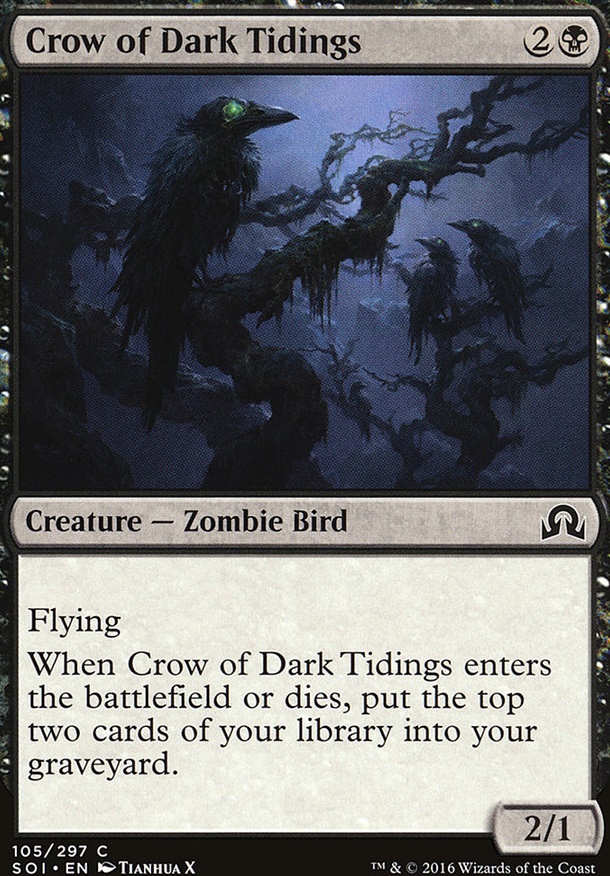 Crow of Dark Tidings 2
Creature — Zombie Bird
Flying
When Crow of Dark Tidings enters
the battlefield or dies, put the top
two cards of your library into your
graveyard.
2/1
105/297 C
SOI • EN Tianhua X
™ & © 2016 Wizards of the Coast